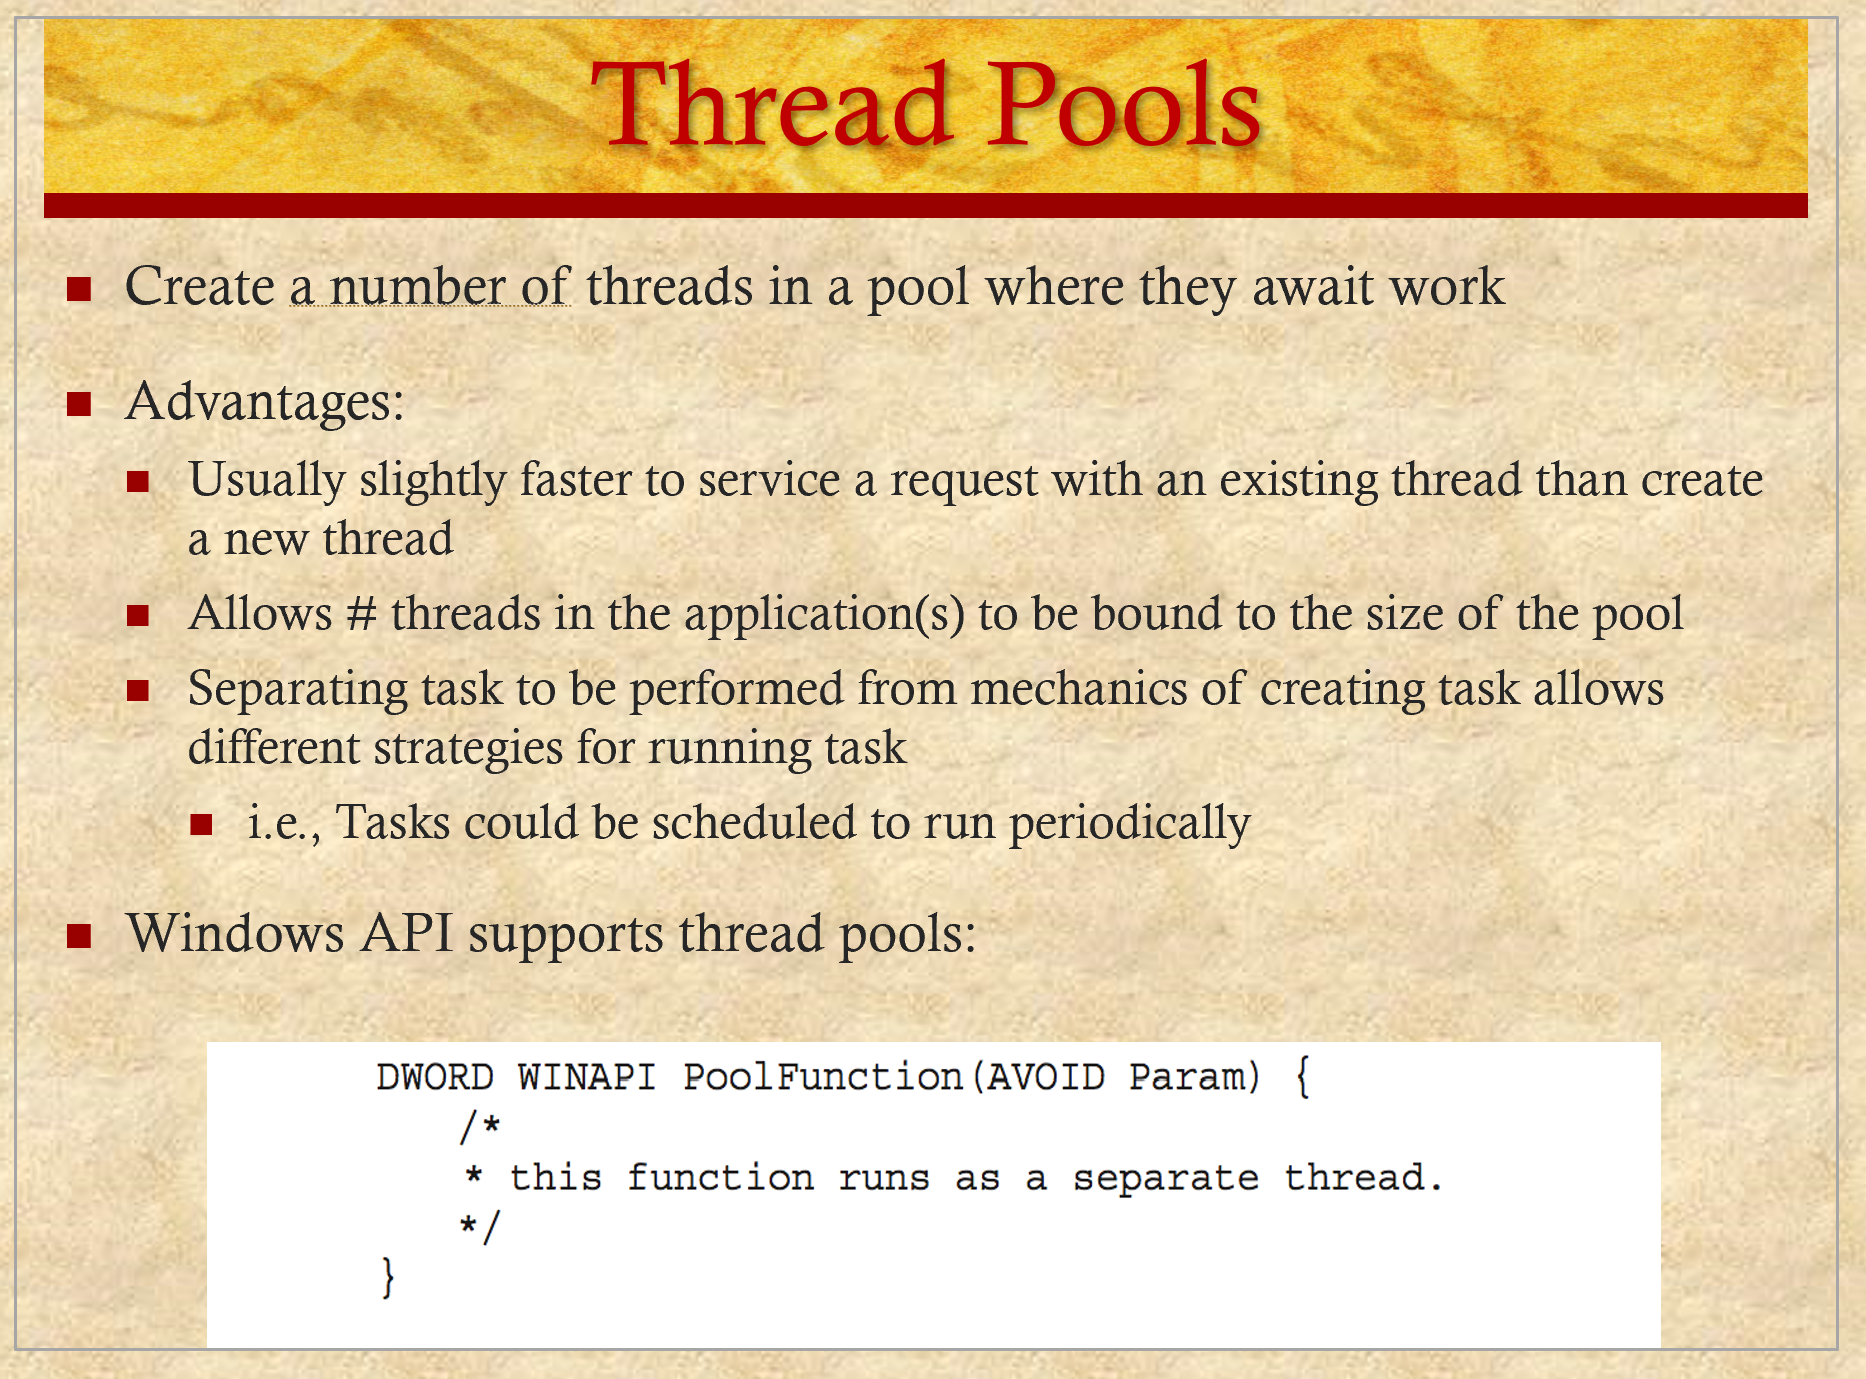 Thread Pools
Create a number of threads in a pool where they await work
Advantages:
Usually slightly faster to service a request with an existing thread than create
a new thread
Allows # threads in the application(s) to be bound to the size of the pool
Separating task to be performed from mechanics of creating task allows
different strategies for running task
i.e., Tasks could be scheduled to run periodically
Windows API supports thread pools:
DWORD WINAPI PoolFunction(AVOID Param) {
/*
* this function runs as a separate thread.
*/
}